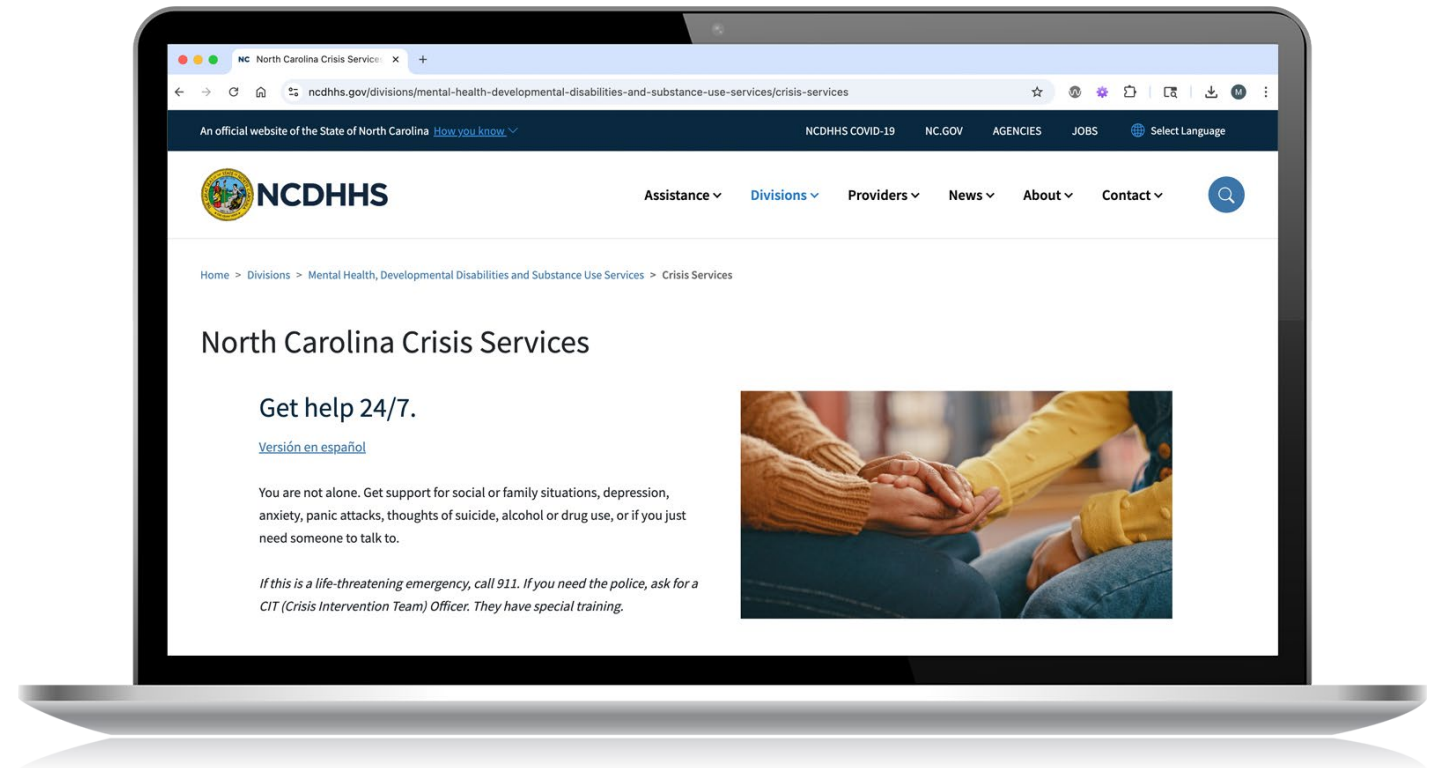 NC North Carolina Crisis Service
ncdhhs.gov/divisions/mental-health-developmental-disabilities-and-substance-use-services/crisis-services
M
An official website of the State of North Carolina How you know
NCDHHS COVID-19 NC.GOV AGENCIES JOBS Select Language
NCDHHS
Assistance Divisions Providers News About Contact
Home > Divisions > Mental Health, Developmental Disabilities and Substance Use Services > Crisis Services
North Carolina Crisis Services
Get help 24/7.
Versión en español
You are not alone. Get support for social or family situations, depression,
anxiety, panic attacks, thoughts of suicide, alcohol or drug use, or if you just
need someone to talk to.
If this is a life-threatening emergency, call 911. If you need the police, ask for a
CIT (Crisis Intervention Team) Officer. They have special training.